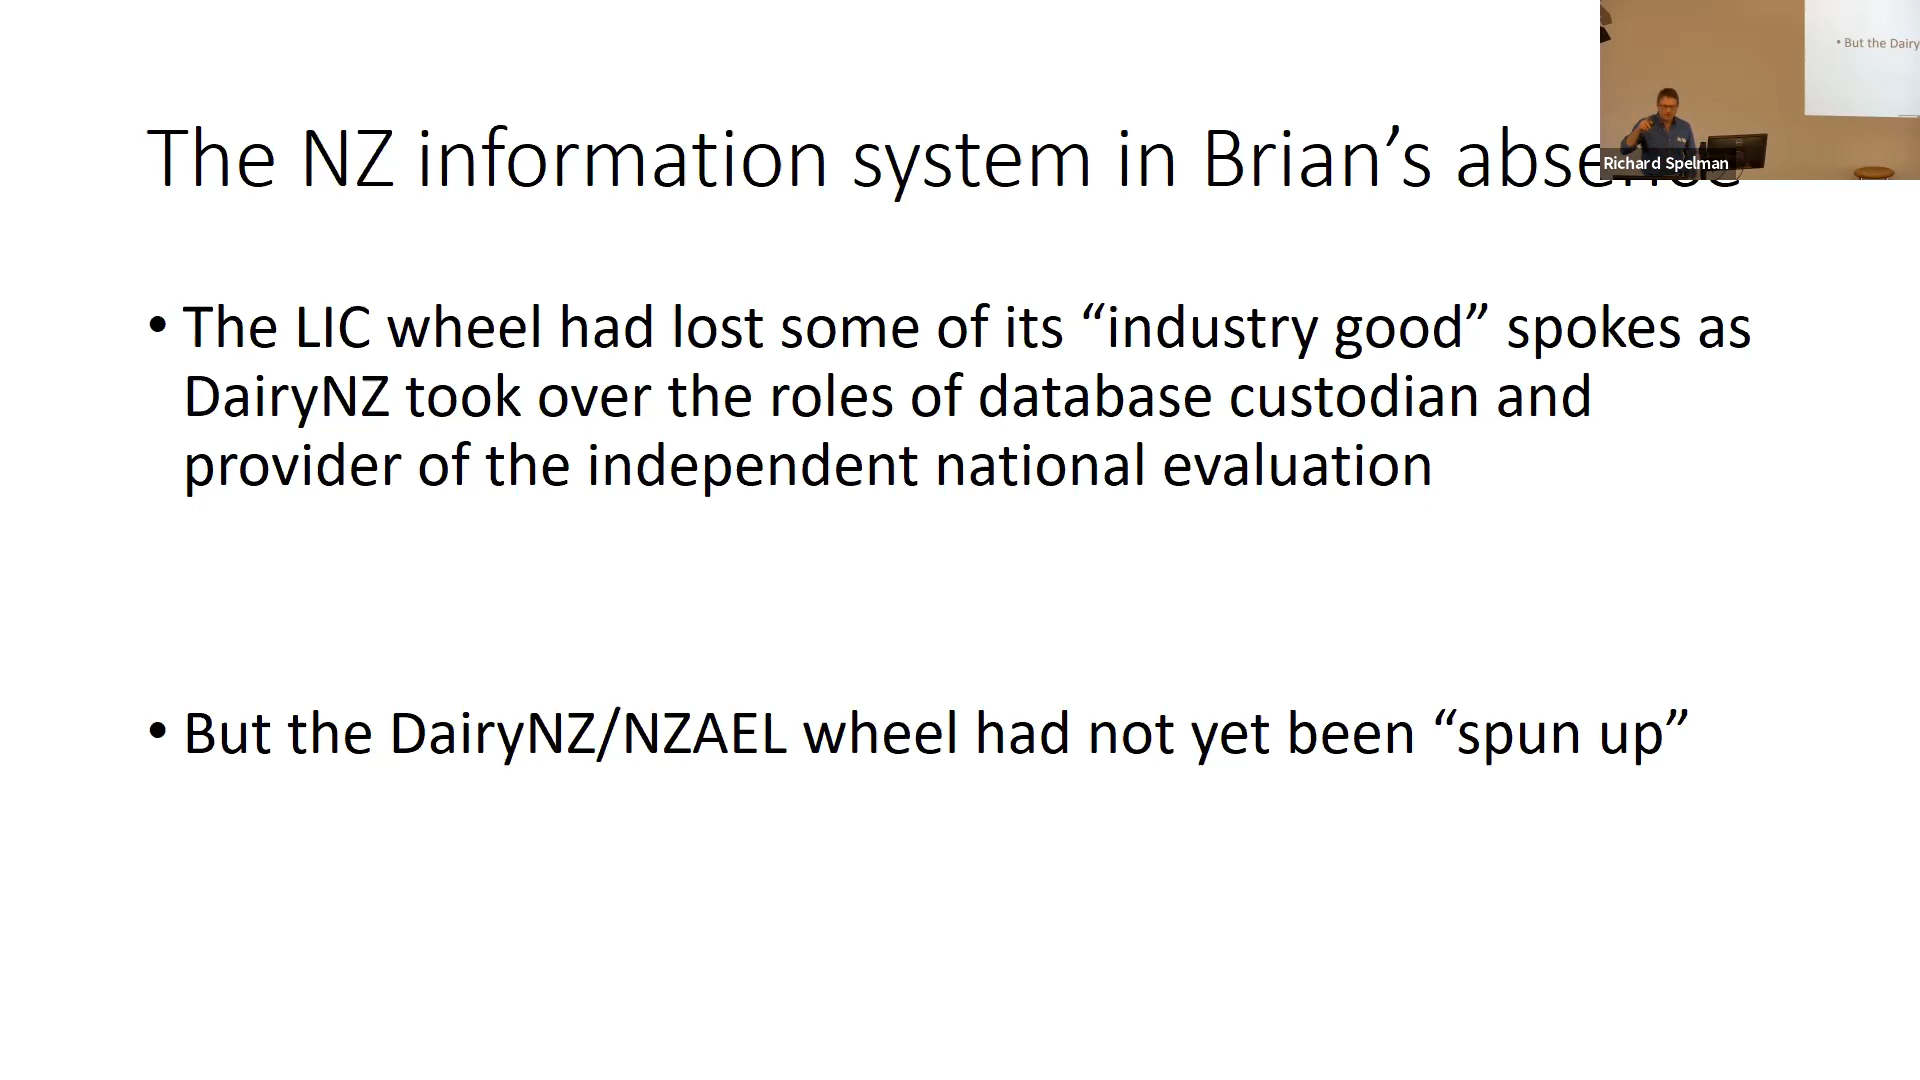 The NZ information system in Brian’s absence
• The LIC wheel had lost some of its “industry good” spokes as
DairyNZ took over the roles of database custodian and
provider of the independent national evaluation
• But the DairyNZ/NZAEL wheel had not yet been “spun up”
• But the Dairy
Richard Spelman